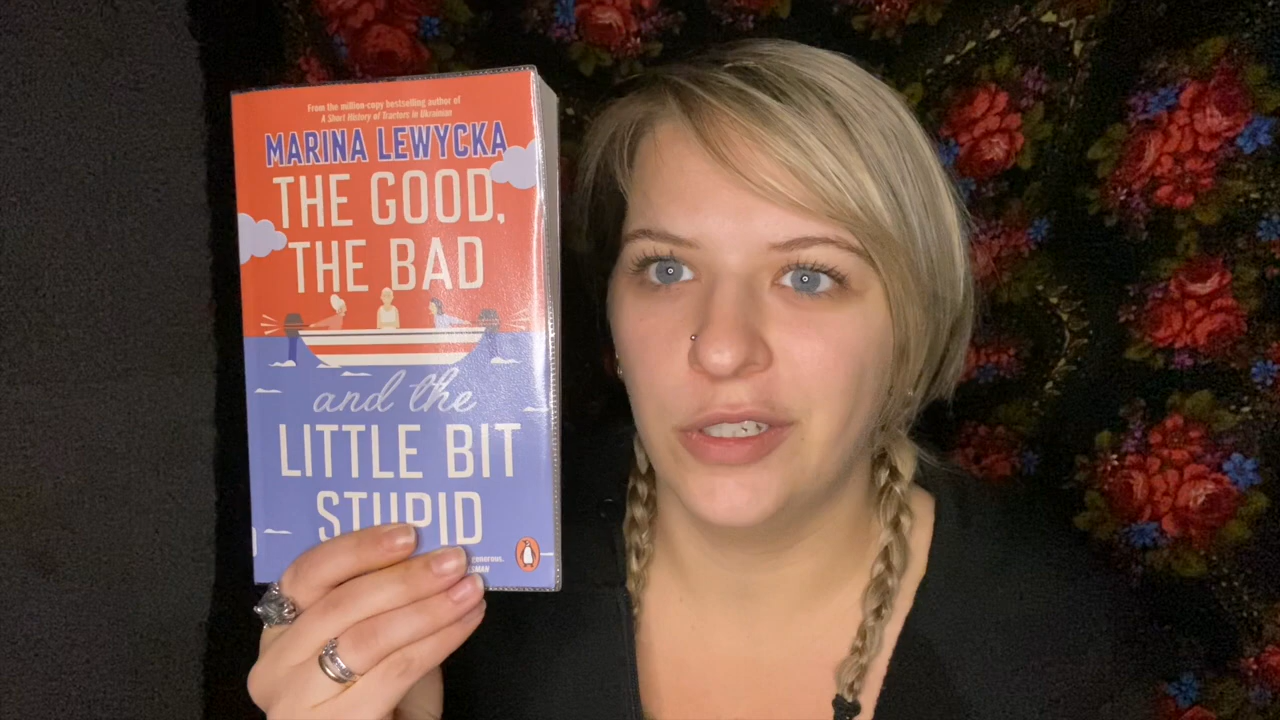 From the million-copy bestselling author of
A Short History of Tractors in Ukrainian
MARINA LEWYCKA
THE GOOD,
THE BAD
and the
LITTLE BIT
STUPID